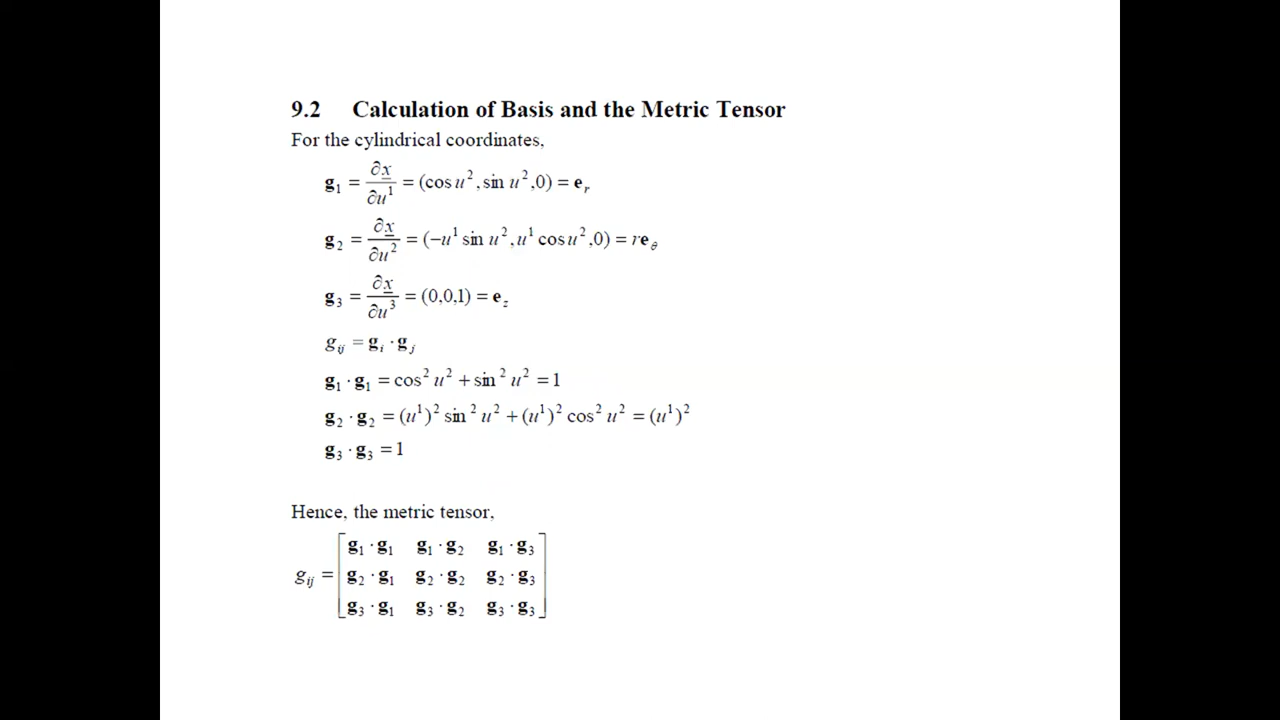 9.2 Calculation of Basis and the Metric Tensor
For the cylindrical coordinates,
g₁ = ∂x/∂u¹ = (cos u², sin u², 0) = eᵣ
g₂ = ∂x/∂u² = (−u¹ sin u², u¹ cos u², 0) = re_θ
g₃ = ∂x/∂u³ = (0,0,1) = e_z
g_ij = g_i · g_j
g₁ · g₁ = cos² u² + sin² u² = 1
g₂ · g₂ = (u¹)² sin² u² + (u¹)² cos² u² = (u¹)²
g₃ · g₃ = 1
Hence, the metric tensor,
g₁ · g₁ g₁ · g₂ g₁ · g₃
g_ij = g₂ · g₁ g₂ · g₂ g₂ · g₃
g₃ · g₁ g₃ · g₂ g₃ · g₃